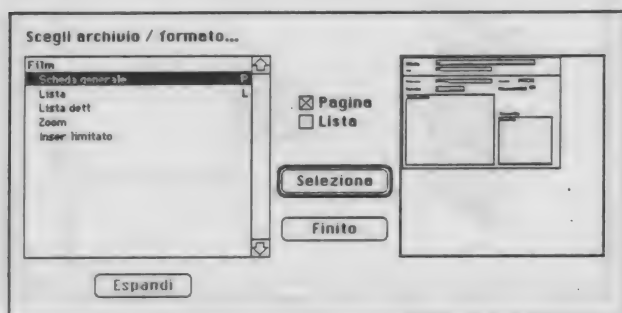 Scegli archivio / formato...
Film
Scheda generale P
Lista L
Lista dett
Zoom
Inser limitato
Pagina
Lista
Seleziona
Finito
Espandi